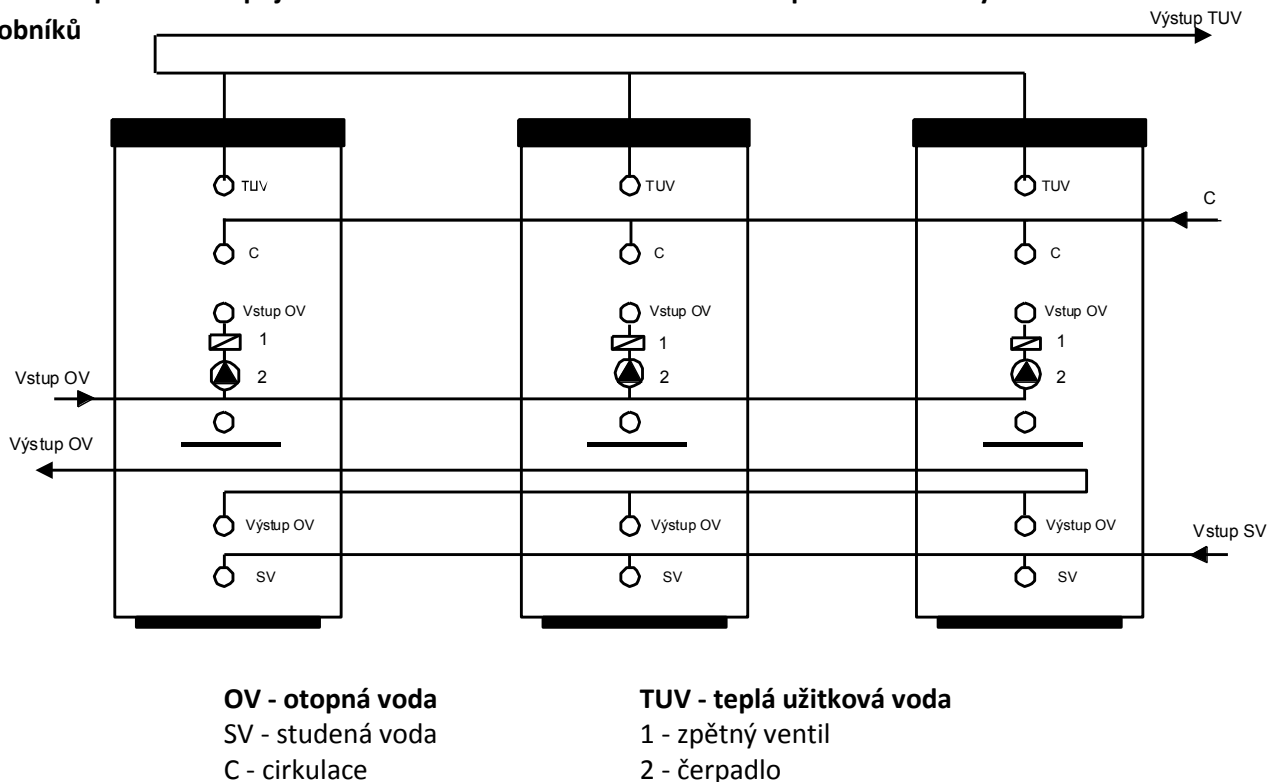 obníků
Výstup TUV
TUV TUV TUV
C
C C C
Vstup OV Vstup OV Vstup OV
1 1 1
Vstup OV 2 2 2
Výstup OV
Výstup OV Výstup OV Výstup OV
Vstup SV
SV SV SV
OV - otopná voda TUV - teplá užitková voda
SV - studená voda 1 - zpětný ventil
C - cirkulace 2 - čerpadlo